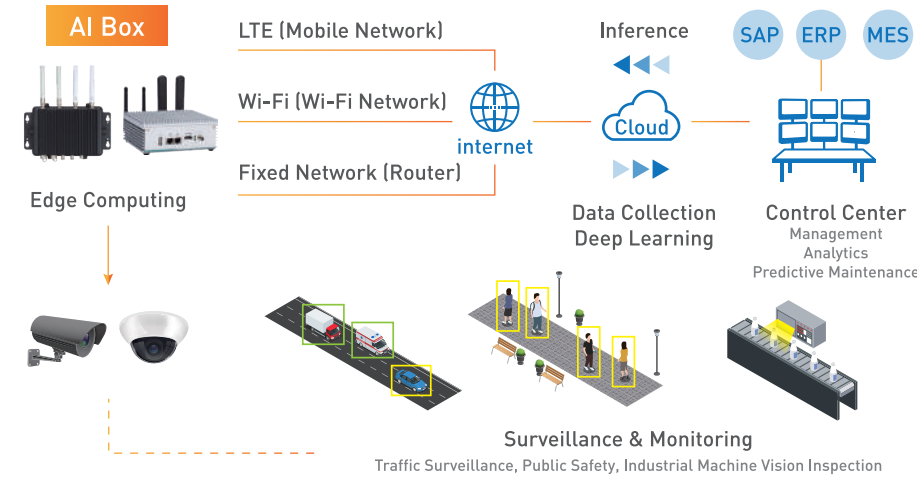 AI Box
LTE (Mobile Network)
Wi-Fi (Wi-Fi Network)
Fixed Network (Router)
Edge Computing
internet
Inference
Cloud
Data Collection
Deep Learning
SAP
ERP
MES
Control Center
Management
Analytics
Predictive Maintenance
Surveillance & Monitoring
Traffic Surveillance, Public Safety, Industrial Machine Vision Inspection